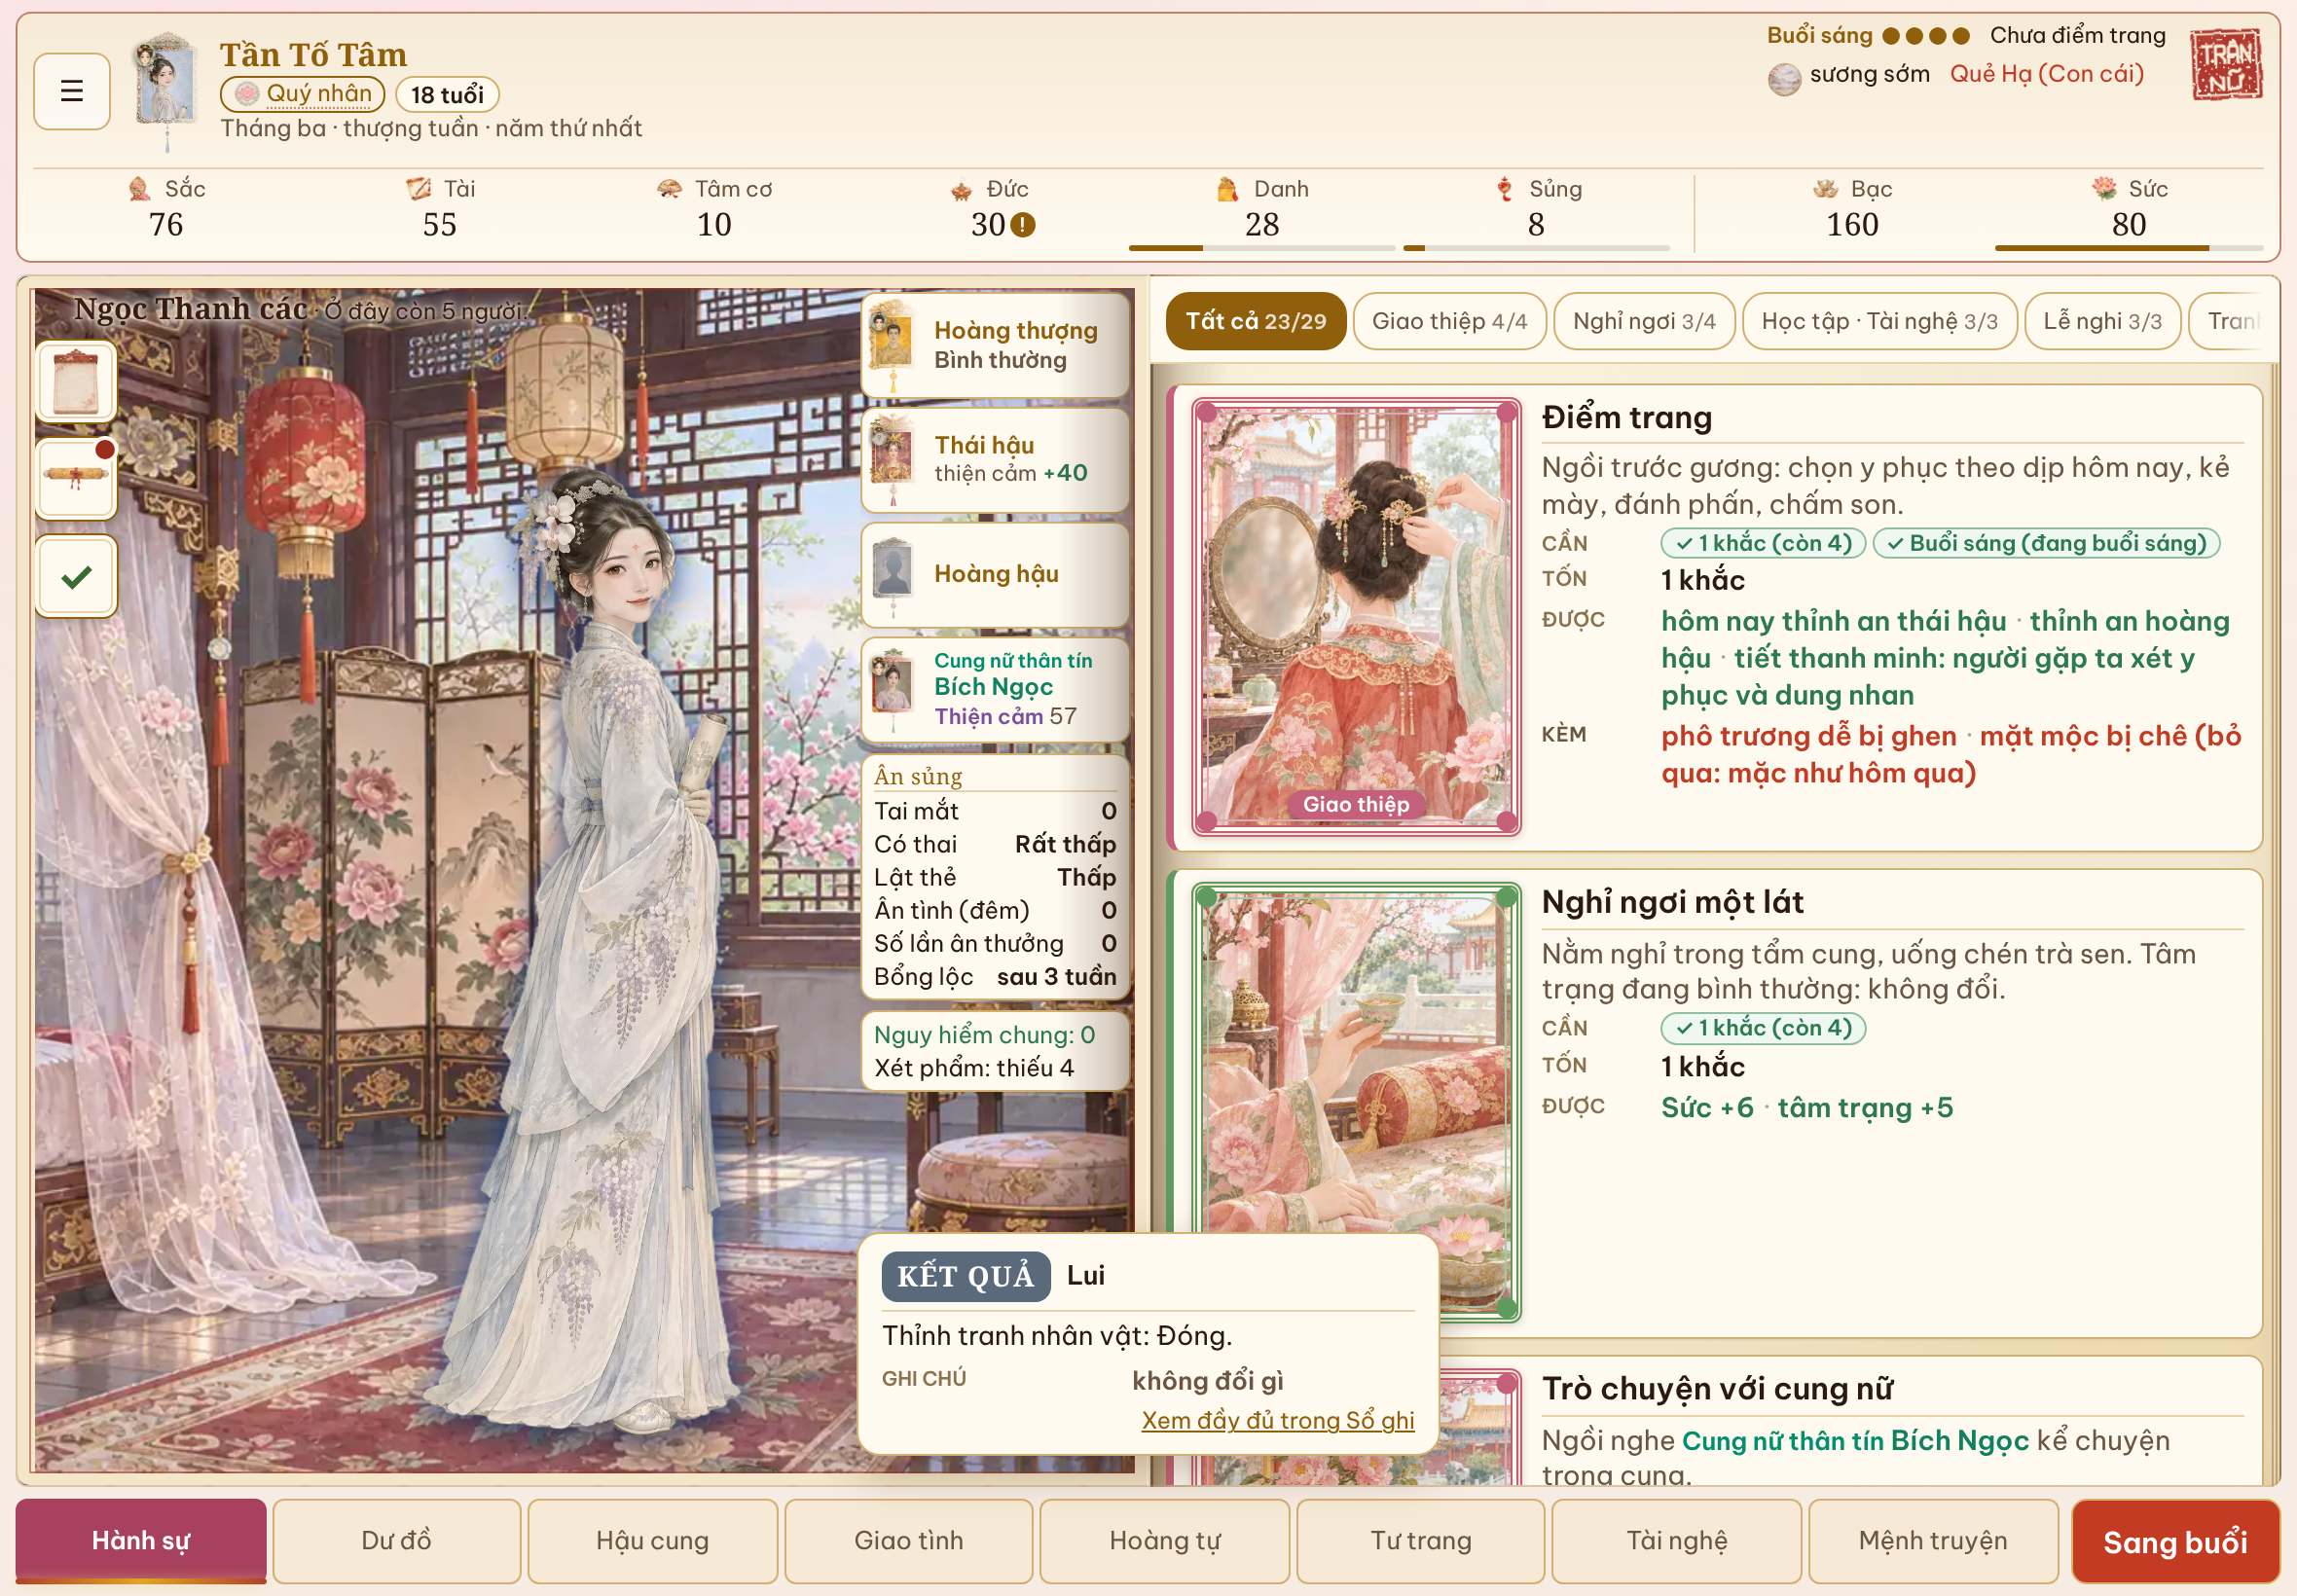 Tần Tố Tâm
Quý nhân
18 tuổi
Tháng ba · thượng tuần · năm thứ nhất
Buổi sáng
Chưa điểm trang
sương sớm
Quẻ Hạ (Con cái)
TRÂN NỮ
Sắc
76
Tài
55
Tâm cơ
10
Đức
30 !
Danh
28
Sủng
8
Bạc
160
Sức
80
Ngọc Thanh các · Ở đây còn 5 người.
Hoàng thượng
Bình thường
Thái hậu
thiện cảm +40
Hoàng hậu
Cung nữ thân tín
Bích Ngọc
Thiện cảm 57
Ân sủng
Tai mắt 0
Có thai Rất thấp
Lật thẻ Thấp
Ân tình (đêm) 0
Số lần ân thưởng 0
Bổng lộc sau 3 tuần
Nguy hiểm chung: 0
Xét phẩm: thiếu 4
Tất cả 23/29
Giao thiệp 4/4
Nghỉ ngơi 3/4
Học tập · Tài nghệ 3/3
Lễ nghi 3/3
Điểm trang
Ngồi trước gương: chọn y phục theo dịp hôm nay, kẻ
mày, đánh phấn, chấm son.
CẦN ✓ 1 khắc (còn 4) ✓ Buổi sáng (đang buổi sáng)
TỐN 1 khắc
ĐƯỢC hôm nay thỉnh an thái hậu · thỉnh an hoàng
hậu · tiết thanh minh: người gặp ta xét y
phục và dung nhan
KÈM phô trương dễ bị ghen · mặt mộc bị chê (bỏ
qua: mặc như hôm qua)
Giao thiệp
Nghỉ ngơi một lát
Nằm nghỉ trong tẩm cung, uống chén trà sen. Tâm
trạng đang bình thường: không đổi.
CẦN ✓ 1 khắc (còn 4)
TỐN 1 khắc
ĐƯỢC Sức +6 · tâm trạng +5
KẾT QUẢ Lui
Thỉnh tranh nhân vật: Đóng.
GHI CHÚ không đổi gì
Xem đầy đủ trong Sổ ghi
Trò chuyện với cung nữ
Ngồi nghe Cung nữ thân tín Bích Ngọc kể chuyện
trong cung.
Hành sự
Dư đồ
Hậu cung
Giao tình
Hoàng tự
Tư trang
Tài nghệ
Mệnh truyện
Sang buổi